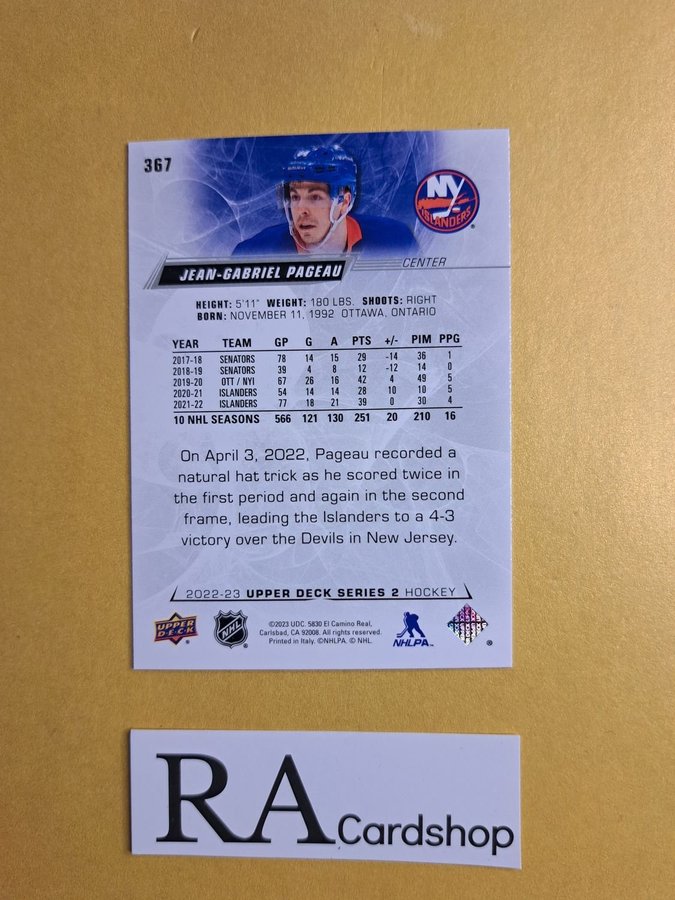 367
NY
ISLANDERS
JEAN-GABRIEL PAGEAU
CENTER
HEIGHT: 5'11" WEIGHT: 180 LBS. SHOOTS: RIGHT
BORN: NOVEMBER 11, 1992 OTTAWA, ONTARIO
YEAR TEAM GP G A PTS +/- PIM PPG
2017-18 SENATORS 78 14 15 29 -14 36 1
2018-19 SENATORS 39 4 8 12 -12 14 0
2019-20 OTT / NYI 67 26 16 42 4 49 5
2020-21 ISLANDERS 54 14 14 28 10 10 5
2021-22 ISLANDERS 77 18 21 39 0 30 4
10 NHL SEASONS 566 121 130 251 20 210 16
On April 3, 2022, Pageau recorded a
natural hat trick as he scored twice in
the first period and again in the second
frame, leading the Islanders to a 4-3
victory over the Devils in New Jersey.
2022-23 UPPER DECK SERIES 2 HOCKEY
UPPER
DECK
NHL
©2023 UDC. 5830 El Camino Real,
Carlsbad, CA 92008. All rights reserved.
Printed in Italy. ©NHLPA. © NHL.
NHLPA
RA Cardshop